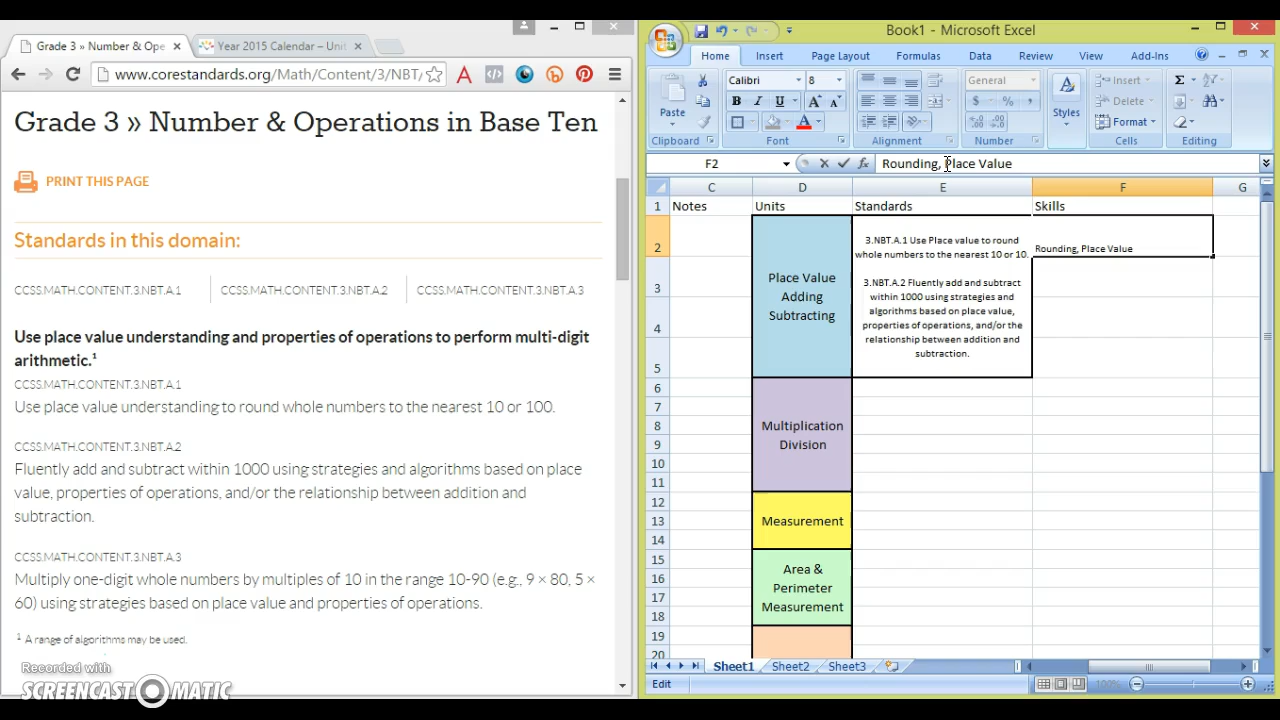 Grade 3 » Number & Ope
Year 2015 Calendar – Unit
www.corestandards.org/Math/Content/3/NBT/
Grade 3 » Number & Operations in Base Ten
PRINT THIS PAGE
Standards in this domain:
CCSS.MATH.CONTENT.3.NBT.A.1
CCSS.MATH.CONTENT.3.NBT.A.2
CCSS.MATH.CONTENT.3.NBT.A.3
Use place value understanding and properties of operations to perform multi-digit
arithmetic.¹
CCSS.MATH.CONTENT.3.NBT.A.1
Use place value understanding to round whole numbers to the nearest 10 or 100.
CCSS.MATH.CONTENT.3.NBT.A.2
Fluently add and subtract within 1000 using strategies and algorithms based on place
value, properties of operations, and/or the relationship between addition and
subtraction.
CCSS.MATH.CONTENT.3.NBT.A.3
Multiply one-digit whole numbers by multiples of 10 in the range 10-90 (e.g., 9 × 80, 5 ×
60) using strategies based on place value and properties of operations.
¹ A range of algorithms may be used.
Recorded with
SCREENCAST MATIC
Book1 - Microsoft Excel
Home Insert Page Layout Formulas Data Review View Add-Ins
Paste
Clipboard
Calibri 8
B I U
Font
Alignment
General
$ % ,
Number
Styles
Insert
Delete
Format
Cells
Σ
Editing
F2
fx
Rounding, Place Value
C D E F G
1 Notes Units Standards Skills
2
3
4
5
6
7
8
9
10
11
12
13
14
15
16
17
18
19
20
Place Value
Adding
Subtracting
3.NBT.A.1 Use Place value to round
whole numbers to the nearest 10 or 10.
3.NBT.A.2 Fluently add and subtract
within 1000 using strategies and
algorithms based on place value,
properties of operations, and/or the
relationship between addition and
subtraction.
Rounding, Place Value
Multiplication
Division
Measurement
Area &
Perimeter
Measurement
Sheet1 Sheet2 Sheet3
Edit
100%